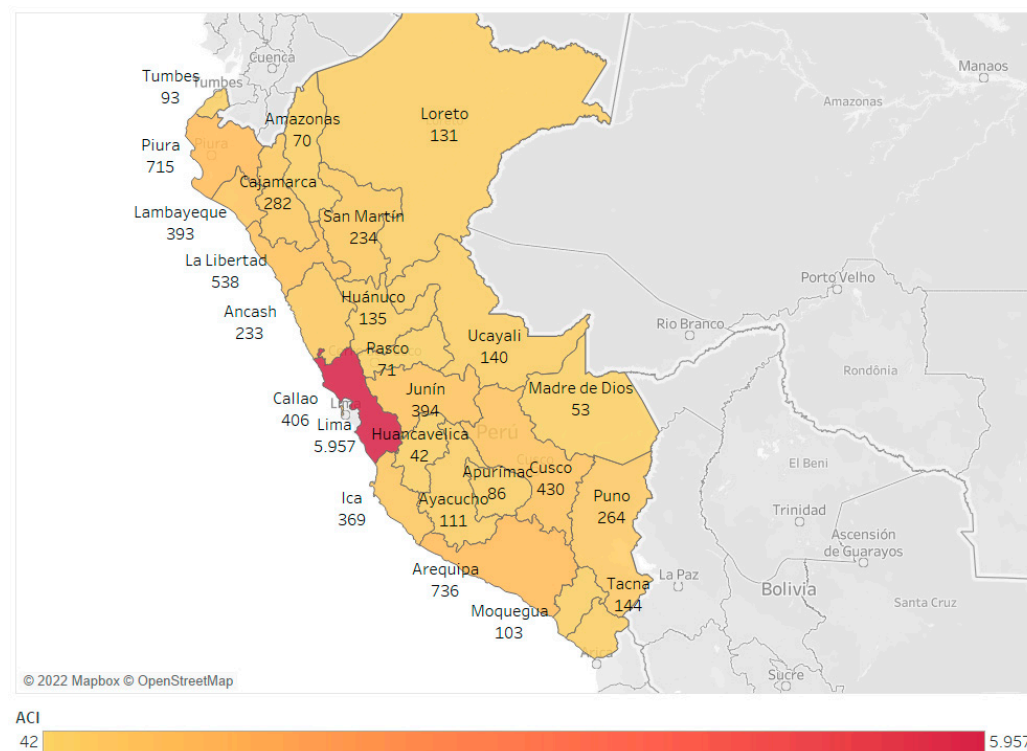 Cuenca
Manaos
Tumbes
Tumbes
93
Amazonas
Loreto
131
Amazonas
70
Piura
Piura
715
Cajamarca
282
Lambayeque
393
San Martín
234
La Libertad
538
Porto Velho
Ancash
233
Huánuco
135
Rio Branco
Ucayali
140
Pasco
71
Rondônia
Callao
406
Lima
Lima
5.957
Junín
394
Madre de Dios
53
Huancavelica
42
Perú
El Beni
Apurímac
86
Cusco
Cusco
430
Puno
264
Ica
369
Ayacucho
111
Trinidad
Ascensión
de Guarayos
Arequipa
736
La Paz
Tacna
144
Bolivia
Santa Cruz
Moquegua
103
Arica
Sucre
© 2022 Mapbox © OpenStreetMap
ACI
42
5.957